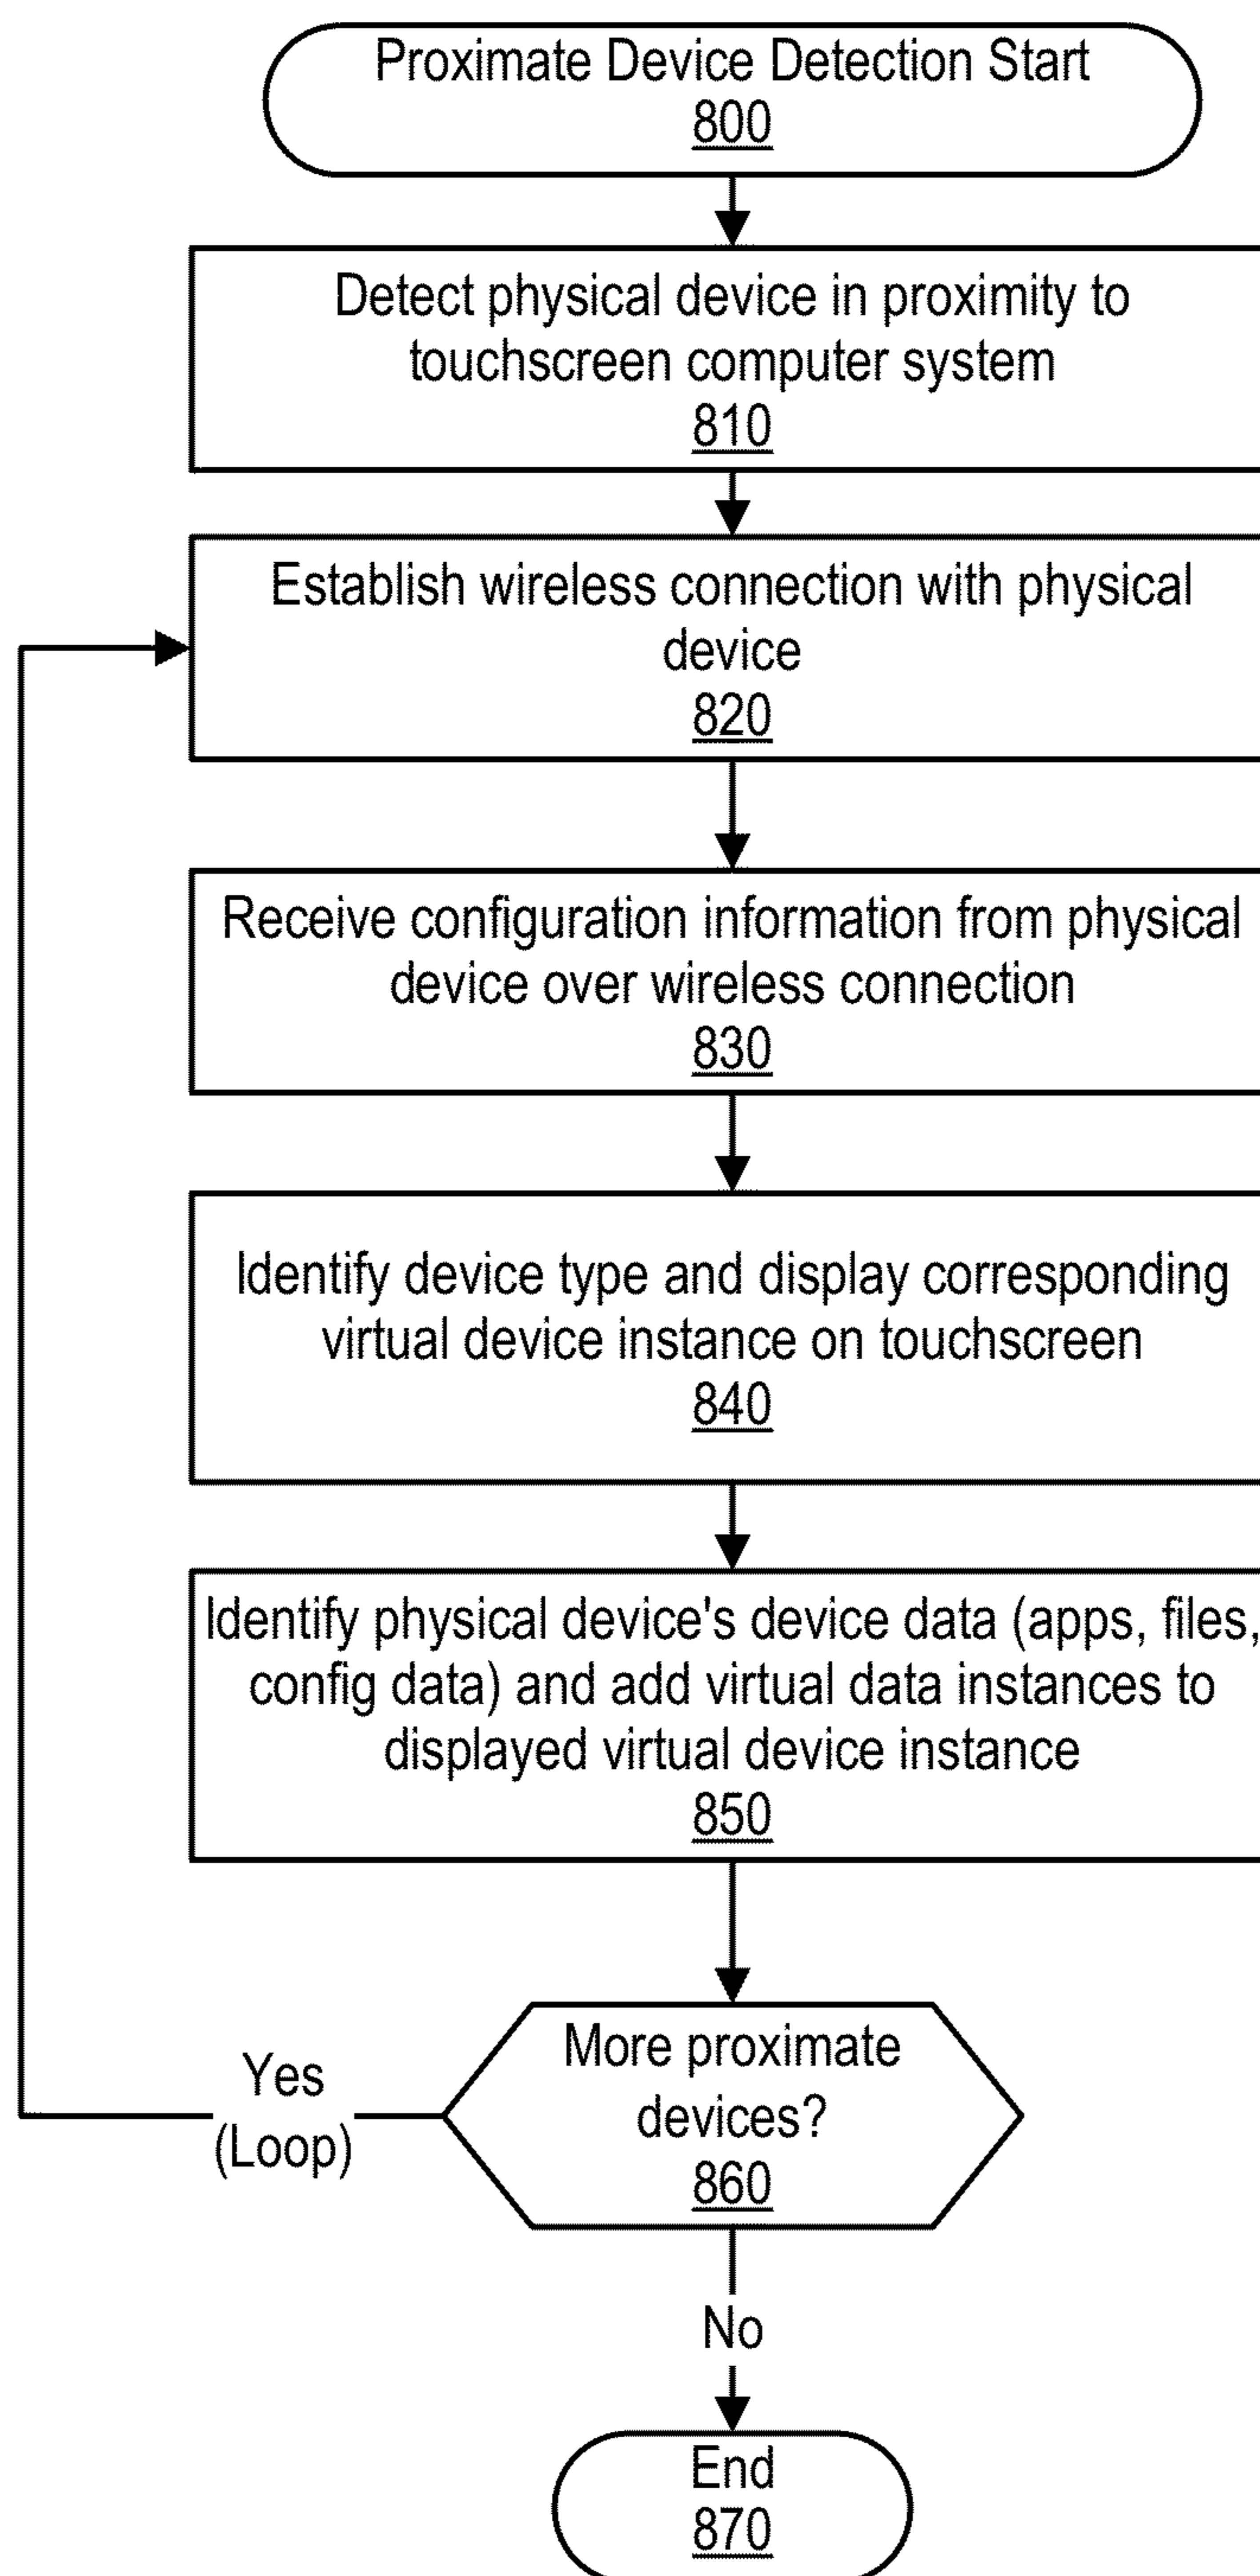 Proximate Device Detection Start
800
Detect physical device in proximity to
touchscreen computer system
810
Establish wireless connection with physical
device
820
Receive configuration information from physical
device over wireless connection
830
Identify device type and display corresponding
virtual device instance on touchscreen
840
Identify physical device's device data (apps, files,
config data) and add virtual data instances to
displayed virtual device instance
850
More proximate
devices?
860
Yes
(Loop)
No
End
870